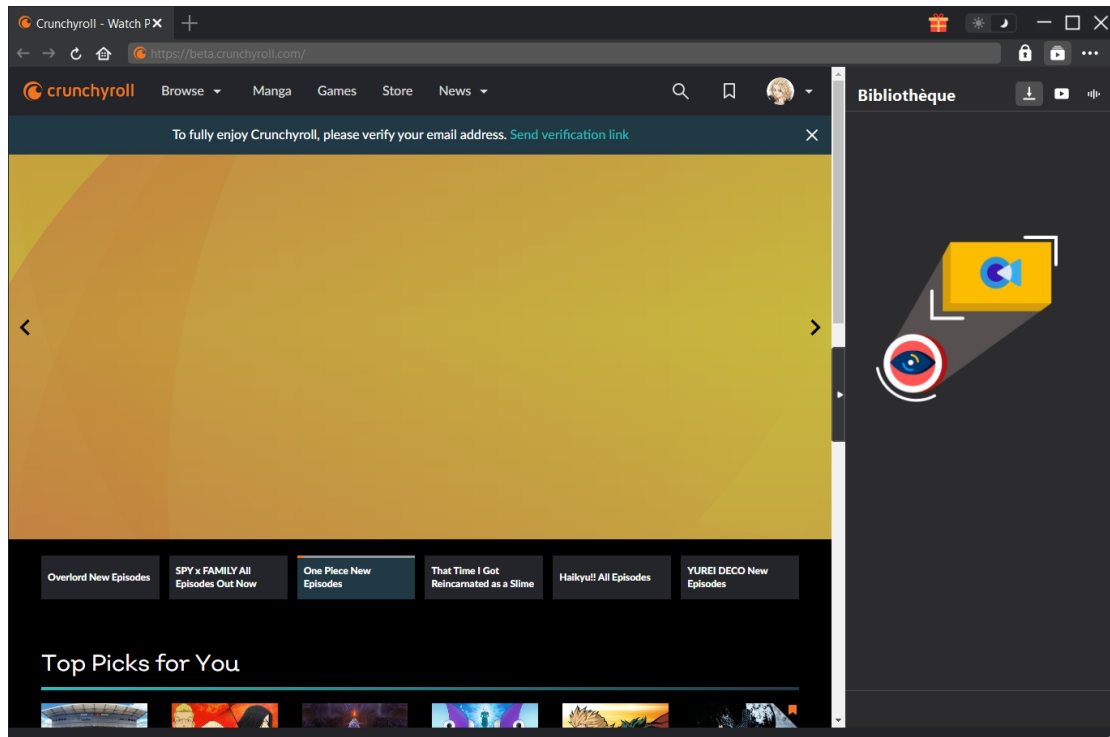 Crunchyroll - Watch P
https://beta.crunchyroll.com/
crunchyroll Browse Manga Games Store News
Bibliothèque
To fully enjoy Crunchyroll, please verify your email address. Send verification link
Overlord New Episodes
SPY x FAMILY All
Episodes Out Now
One Piece New
Episodes
That Time I Got
Reincarnated as a Slime
Haikyu!! All Episodes
YUREI DECO New
Episodes
Top Picks for You